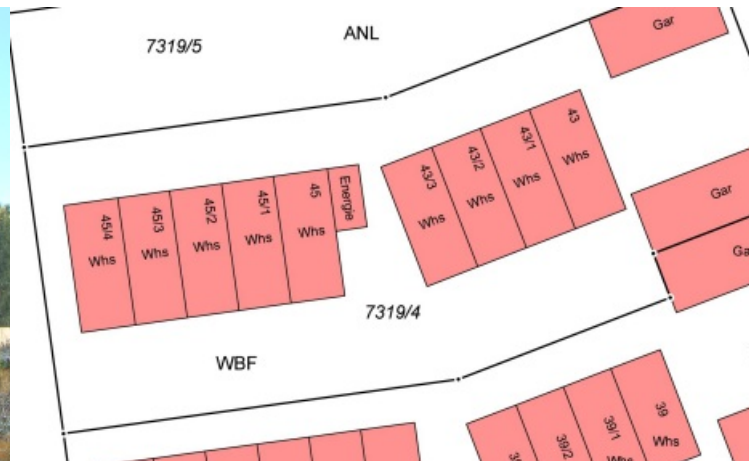 Gar
ANL
7319/5
43
Whs
43/1
Whs
43/2
Whs
43/3
Whs
Energie
45
Whs
45/1
Whs
45/2
Whs
45/3
Whs
45/4
Whs
Gar
7319/4
WBF
39
Whs
39/1
39/2